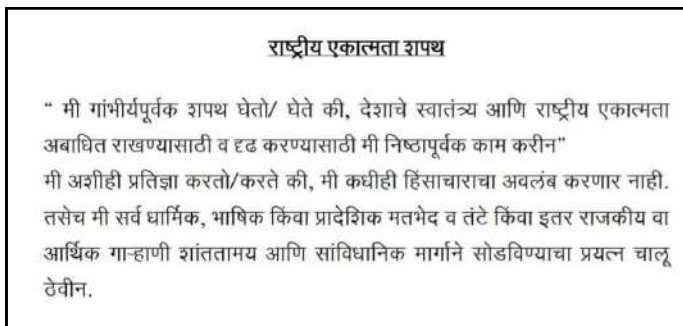 राष्ट्रीय एकात्मता शपथ
“ मी गांभीर्यपूर्वक शपथ घेतो/ घेते की, देशाचे स्वातंत्र्य आणि राष्ट्रीय एकात्मता
अबाधित राखण्यासाठी व दृढ करण्यासाठी मी निष्ठापूर्वक काम करीन”
मी अशीही प्रतिज्ञा करतो/करते की, मी कधीही हिंसाचाराचा अवलंब करणार नाही.
तसेच मी सर्व धार्मिक, भाषिक किंवा प्रादेशिक मतभेद व तंटे किंवा इतर राजकीय वा
आर्थिक गाऱ्हाणी शांततामय आणि सांविधानिक मार्गाने सोडविण्याचा प्रयत्न चालू
ठेवीन.